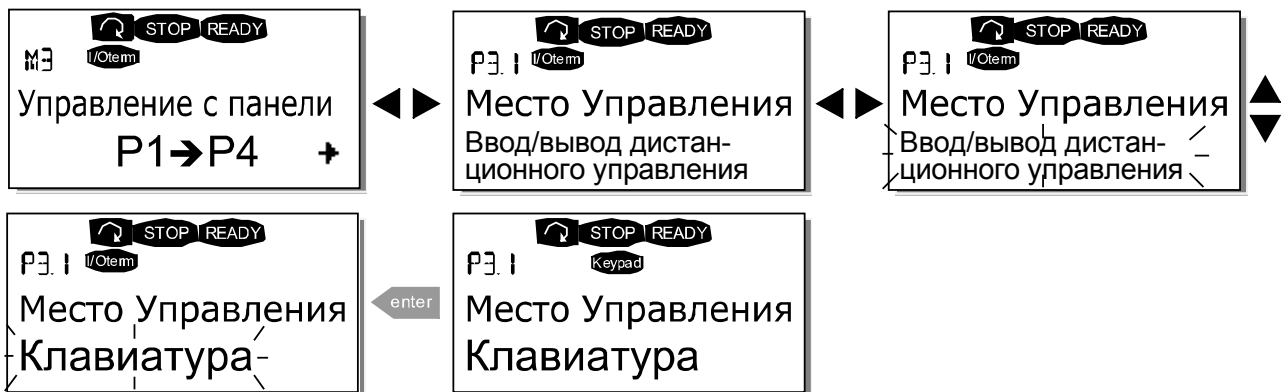 STOP READY
M3 I/Oterm
Управление с панели
P1➔P4
STOP READY
P3.1 I/Oterm
Место Управления
Ввод/вывод дистан-
ционного управления
STOP READY
P3.1 I/Oterm
Место Управления
Ввод/вывод дистан-
ционного управления
STOP READY
P3.1 I/Oterm
Место Управления
Клавиатура
enter
STOP READY
P3.1 Keypad
Место Управления
Клавиатура